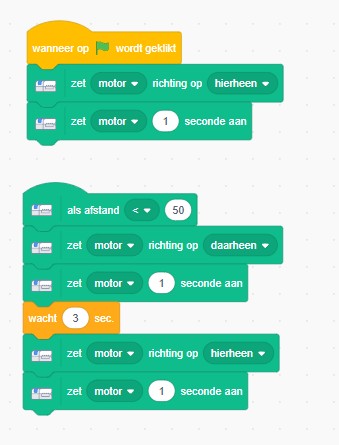 wanneer op wordt geklikt
zet motor richting op hierheen
zet motor 1 seconde aan
als afstand < 50
zet motor richting op daarheen
zet motor 1 seconde aan
wacht 3 sec.
zet motor richting op hierheen
zet motor 1 seconde aan